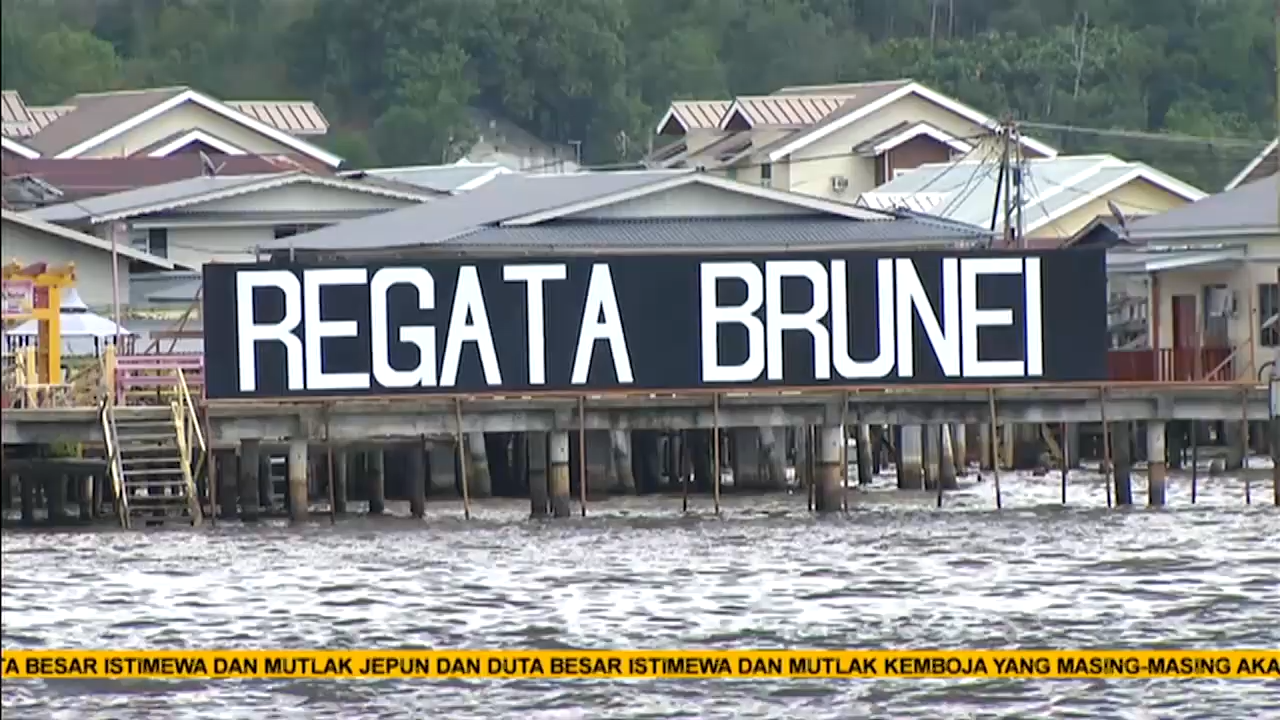 REGATA BRUNEI
TA BESAR ISTIMEWA DAN MUTLAK JEPUN DAN DUTA BESAR ISTIMEWA DAN MUTLAK KEMBOJA YANG MASING-MASING AKA